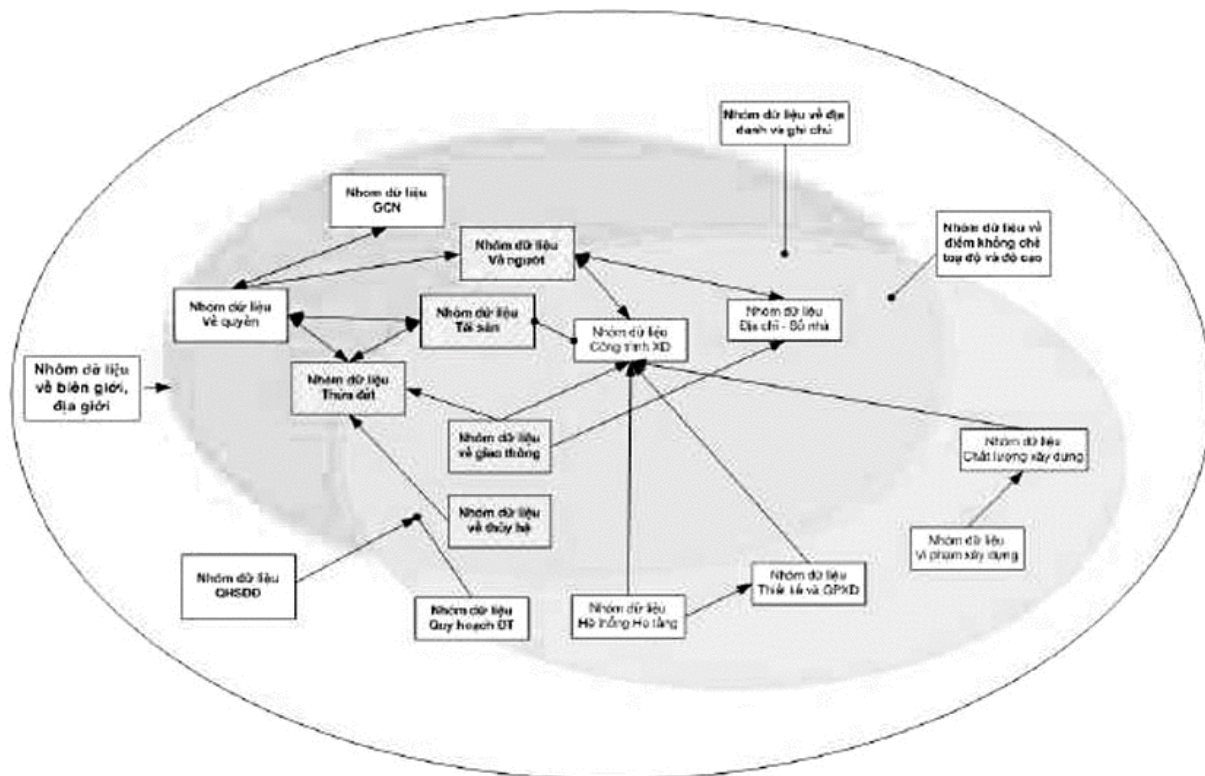 Nhóm dữ liệu về địa
danh và ghi chú
Nhóm dữ liệu
GCN
Nhóm dữ liệu về
điểm khống chế
toạ độ và độ cao
Nhóm dữ liệu
Về người
Nhóm dữ liệu
Về quyền
Nhóm dữ liệu
Tài sản
Nhóm dữ liệu
Địa chỉ - Số nhà
Nhóm dữ liệu
Công trình XD
Nhóm dữ liệu
về biên giới,
địa giới
Nhóm dữ liệu
Thửa đất
Nhóm dữ liệu
về giao thông
Nhóm dữ liệu
Chất lượng xây dựng
Nhóm dữ liệu
về thủy hệ
Nhóm dữ liệu
Vi phạm xây dựng
Nhóm dữ liệu
QHSDĐ
Nhóm dữ liệu
Thiết kế và GPXD
Nhóm dữ liệu
Quy hoạch ĐT
Nhóm dữ liệu
Hệ thống Hạ tầng